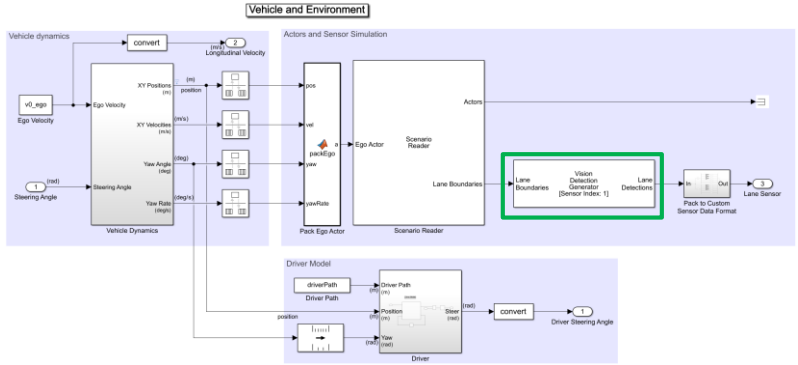 Vehicle and Environment
Vehicle dynamics
convert
(m/s)
2
Longitudinal Velocity
v0_ego
Ego Velocity
Ego Velocity
XY Positions
(m)
(m)
position
XY Velocities
(m/s)
(m/s)
Yaw Angle
(deg)
(deg)
Yaw Rate
(deg/s)
(rad)
1
Steering Angle
Steering Angle
Vehicle Dynamics
Actors and Sensor Simulation
pos
vel
yaw
yawRate
packEgo
a
Pack Ego Actor
Ego Actor
Scenario
Reader
Actors
Lane Boundaries
Scenario Reader
Lane
Boundaries
Vision
Detection
Generator
[Sensor Index: 1]
Lane
Detections
In
Out
Pack to Custom
Sensor Data Format
3
Lane Sensor
Driver Model
driverPath
Driver Path
(m)
Driver Path
(m)
position
(m)
Position
(m)
(rad)
Yaw
(rad)
Steer
(rad)
(rad)
Driver
convert
1
Driver Steering Angle